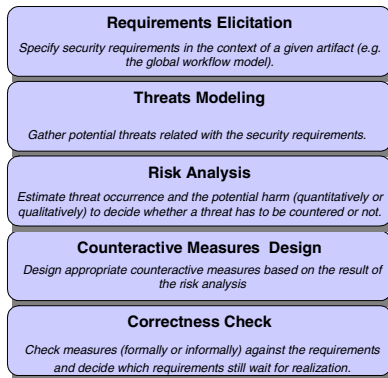 Requirements Elicitation
Specify security requirements in the context of a given artifact (e.g.
the global workflow model).
Threats Modeling
Gather potential threats related with the security requirements.
Risk Analysis
Estimate threat occurrence and the potential harm (quantitatively or
qualitatively) to decide whether a threat has to be countered or not.
Counteractive Measures Design
Design appropriate counteractive measures based on the result of
the risk analysis
Correctness Check
Check measures (formally or informally) against the requirements
and decide which requirements still wait for realization.